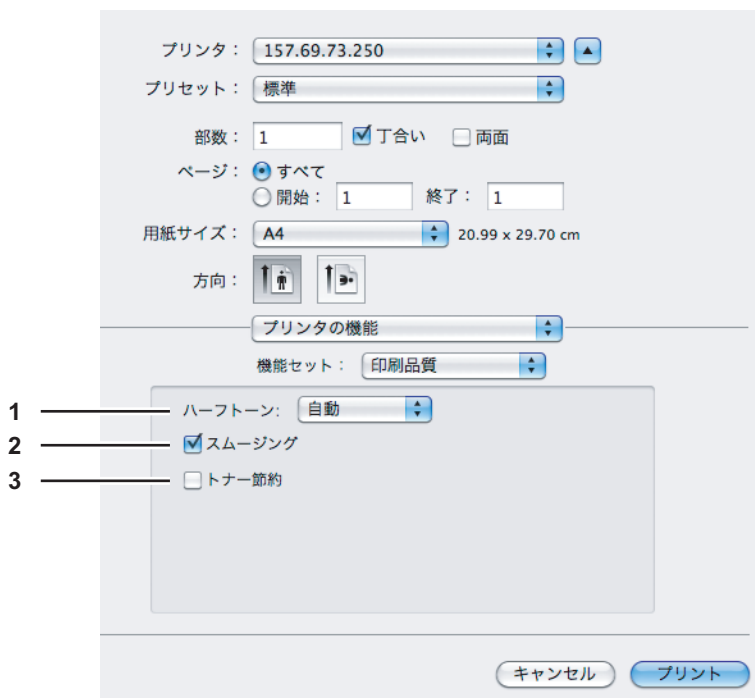 プリンタ： 157.69.73.250
プリセット： 標準
部数： 1 丁合い 両面
ページ： すべて
開始： 1 終了： 1
用紙サイズ： A4 20.99 x 29.70 cm
方向：
プリンタの機能
機能セット： 印刷品質
1 ハーフトーン: 自動
2 スムージング
3 トナー節約
キャンセル プリント